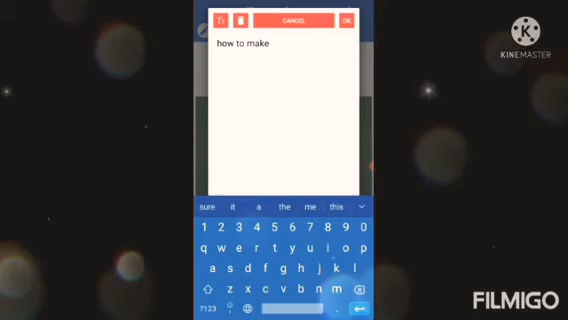 Tт CANCEL OK
how to make
K
KINEMASTER
sure it a the me this
1 2 3 4 5 6 7 8 9 0
q w e r t y u i o p
a s d f g h j k l
z x c v b n m
?123 , .
FILMIGO